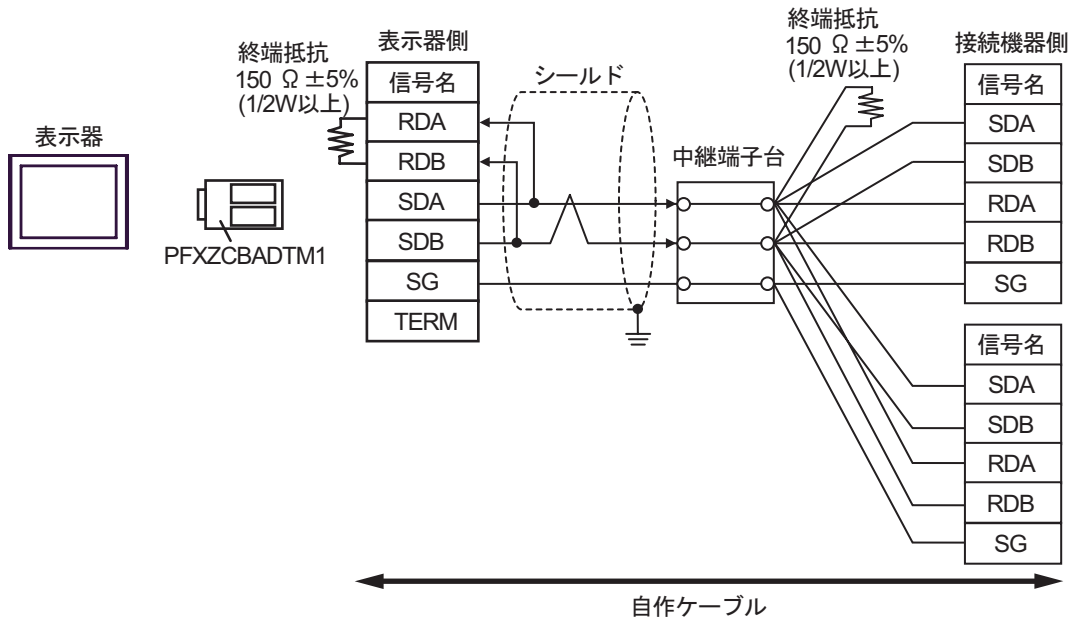 終端抵抗
150 Ω ±5%
(1/2W以上)
表示器側
信号名
RDA
RDB
SDA
SDB
SG
TERM
表示器
PFXZCBADTM1
シールド
中継端子台
終端抵抗
150 Ω ±5%
(1/2W以上)
接続機器側
信号名
SDA
SDB
RDA
RDB
SG
信号名
SDA
SDB
RDA
RDB
SG
自作ケーブル